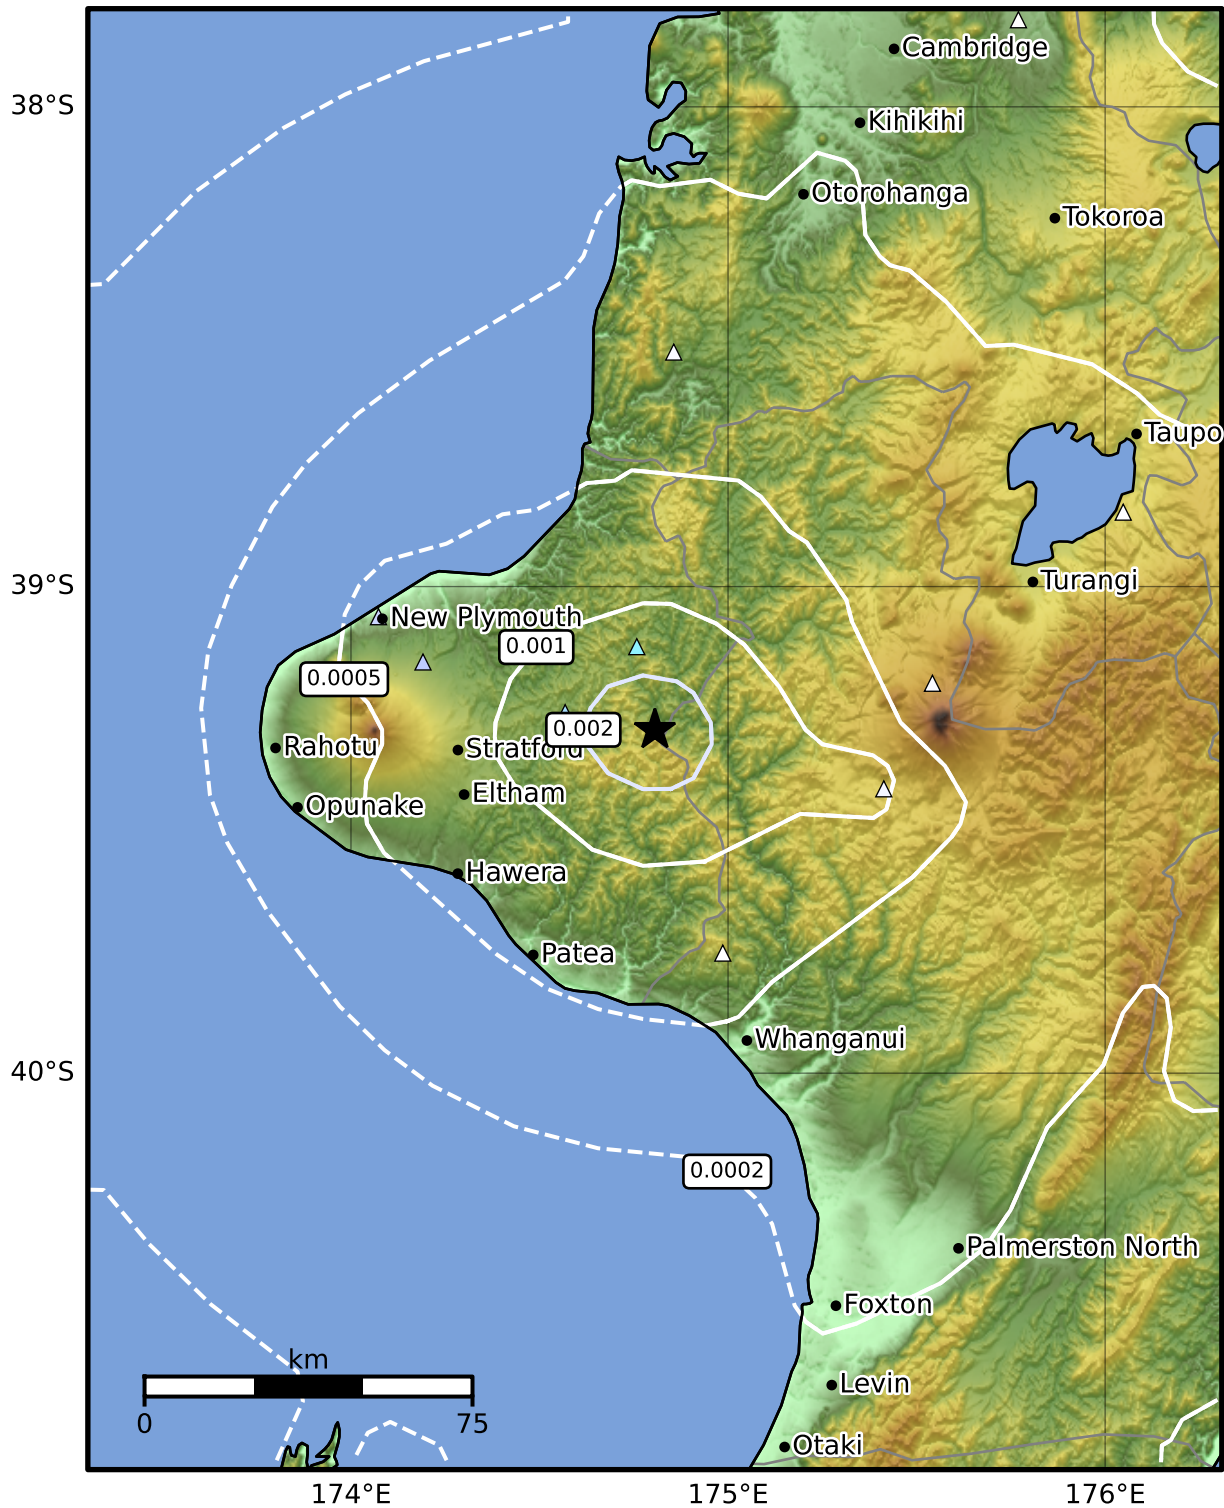 Cambridge
38°S
Kihikihi
Otorohanga
Tokoroa
Taupo
39°S
Turangi
New Plymouth
0.001
0.0005
0.002
Rahotu
Stratford
Eltham
Opunake
Hawera
Patea
Whanganui
40°S
0.0002
Palmerston North
Foxton
km
Levin
0
75
Otaki
174°E
175°E
176°E